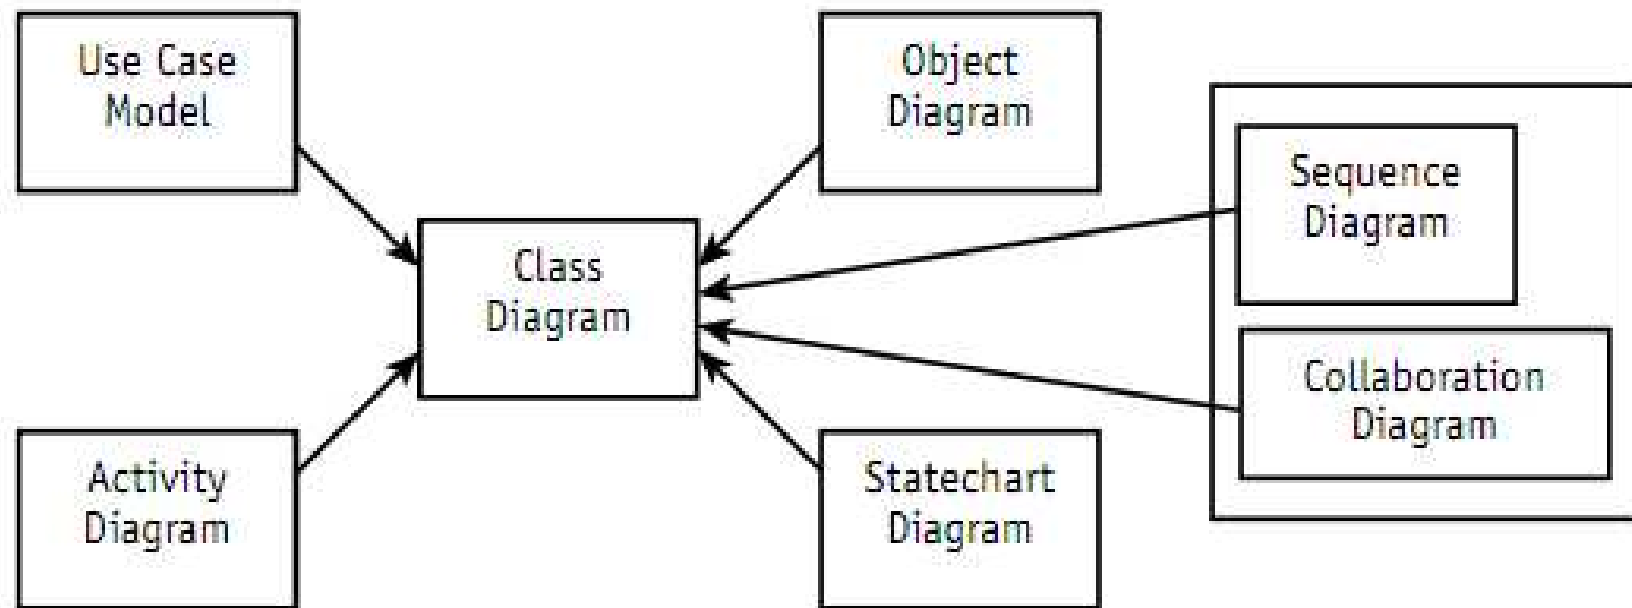 Use Case
Model
Object
Diagram
Sequence
Diagram
Class
Diagram
Collaboration
Diagram
Activity
Diagram
Statechart
Diagram